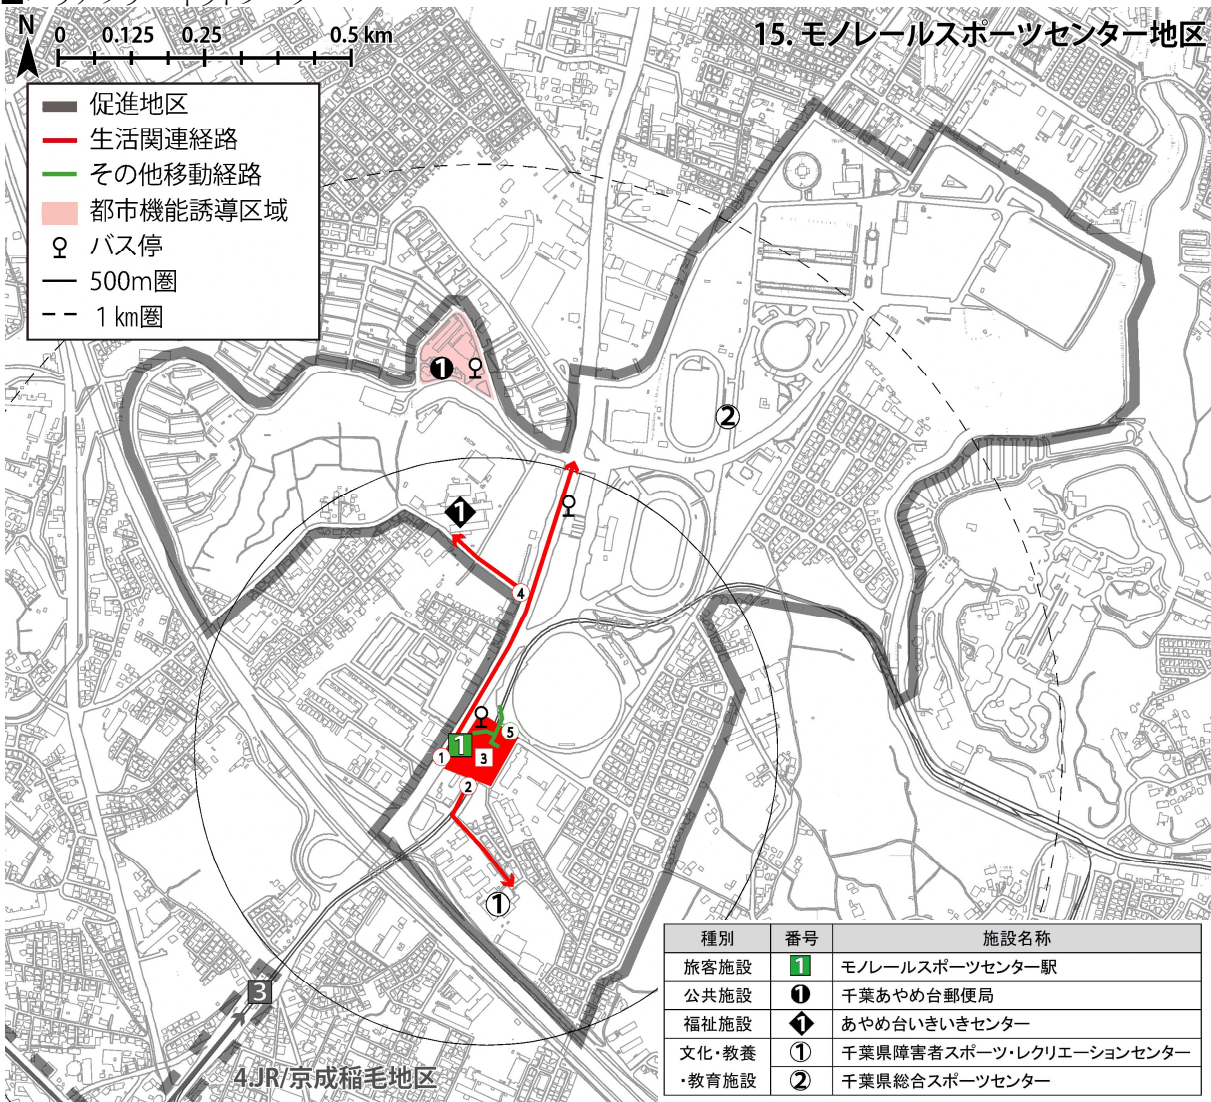 N
0 0.125 0.25 0.5 km
15. モノレールスポーツセンター地区
促進地区
生活関連経路
その他移動経路
都市機能誘導区域
バス停
500m圏
1km圏
1
2
1
4
1
5
1
3
2
1
3
4.JR/京成稲毛地区
種別 番号 施設名称
旅客施設 1 モノレールスポーツセンター駅
公共施設 1 千葉あやめ台郵便局
福祉施設 1 あやめ台いきいきセンター
文化・教養 1 千葉県障害者スポーツ・レクリエーションセンター
・教育施設 2 千葉県総合スポーツセンター